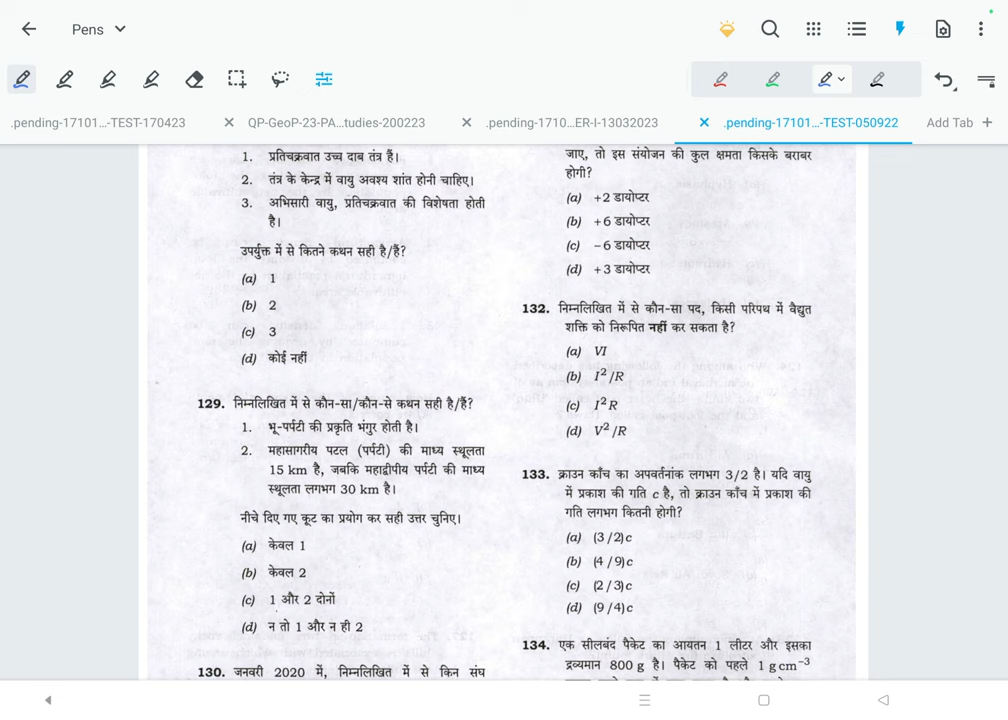 Pens
.pending-17101...-TEST-170423
QP-GeoP-23-PA...tudies-200223
.pending-1710...ER-I-13032023
.pending-17101...-TEST-050922
Add Tab
1. प्रतिचक्रवात उच्च दाब तंत्र हैं।
2. तंत्र के केन्द्र में वायु अवश्य शांत होनी चाहिए।
3. अभिसारी वायु, प्रतिचक्रवात की विशेषता होती
है।
उपर्युक्त में से कितने कथन सही है/हैं?
(a) 1
(b) 2
(c) 3
(d) कोई नहीं
129. निम्नलिखित में से कौन-सा/कौन-से कथन सही है/हैं?
1. भू-पर्पटी की प्रकृति भंगुर होती है।
2. महासागरीय पटल (पर्पटी) की माध्य स्थूलता
15 km है, जबकि महाद्वीपीय पर्पटी की माध्य
स्थूलता लगभग 30 km है।
नीचे दिए गए कूट का प्रयोग कर सही उत्तर चुनिए।
(a) केवल 1
(b) केवल 2
(c) 1 और 2 दोनों
(d) न तो 1 और न ही 2
130. जनवरी 2020 में, निम्नलिखित में से किन संघ
जाए, तो इस संयोजन की कुल क्षमता किसके बराबर
होगी?
(a) +2 डायोप्टर
(b) +6 डायोप्टर
(c) −6 डायोप्टर
(d) +3 डायोप्टर
132. निम्नलिखित में से कौन-सा पद, किसी परिपथ में वैद्युत
शक्ति को निरूपित नहीं कर सकता है?
(a) VI
(b) I²/R
(c) I²R
(d) V²/R
133. क्राउन काँच का अपवर्तनांक लगभग 3/2 है। यदि वायु
में प्रकाश की गति c है, तो क्राउन काँच में प्रकाश की
गति लगभग कितनी होगी?
(a) (3/2)c
(b) (4/9)c
(c) (2/3)c
(d) (9/4)c
134. एक सीलबंद पैकेट का आयतन 1 लीटर और इसका
द्रव्यमान 800 g है। पैकेट को पहले 1 g cm⁻³